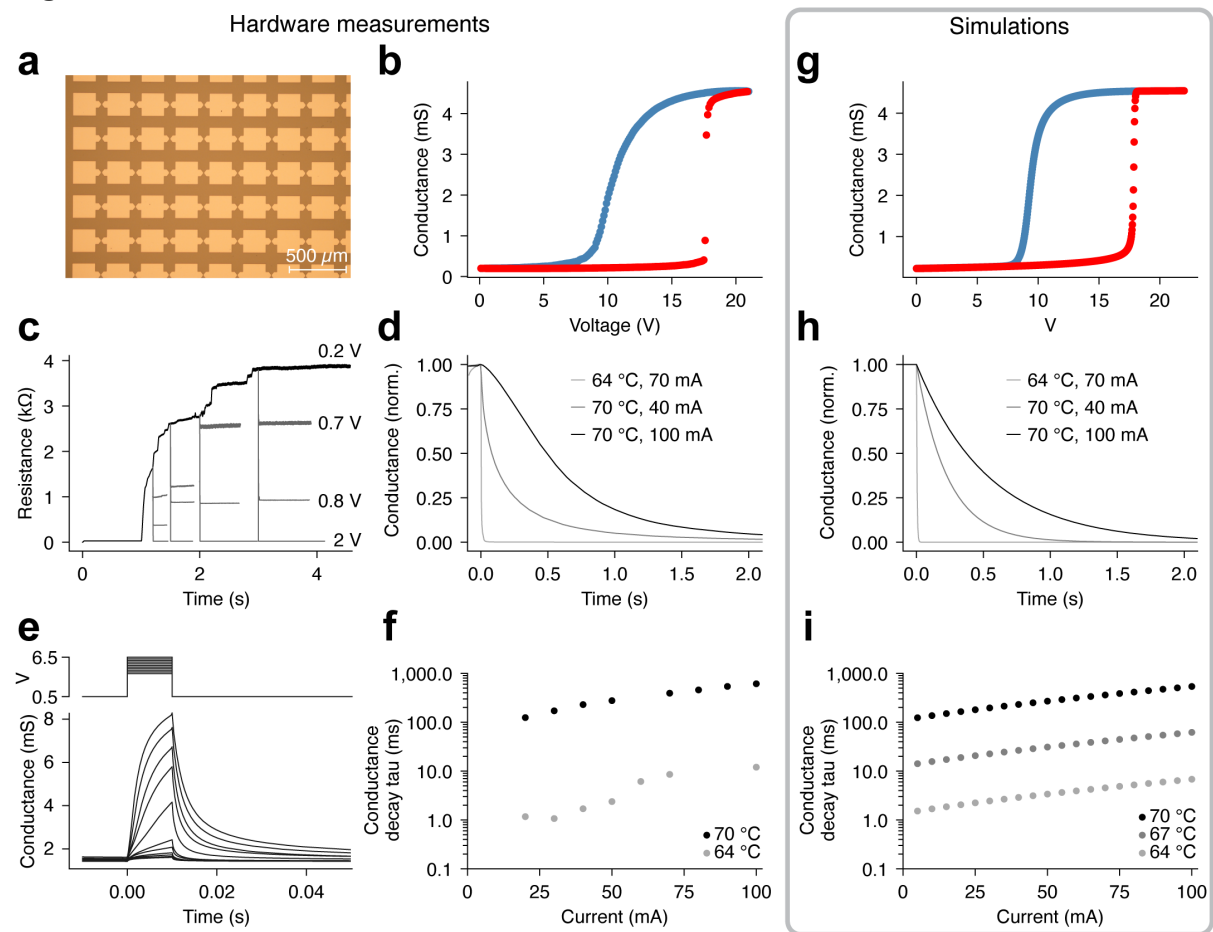 Hardware measurements
Simulations
a
500 µm
b
Conductance (mS)
4
3
2
1
0
0 5 10 15 20
Voltage (V)
g
Conductance (mS)
4
3
2
1
0 5 10 15 20
V
c
Resistance (kΩ)
4
3
2
1
0
0.2 V
0.7 V
0.8 V
2 V
0 2 4
Time (s)
d
Conductance (norm.)
1.00
0.75
0.50
0.25
0.00
64 °C, 70 mA
70 °C, 40 mA
70 °C, 100 mA
0.0 0.5 1.0 1.5 2.0
Time (s)
h
Conductance (norm.)
1.00
0.75
0.50
0.25
0.00
64 °C, 70 mA
70 °C, 40 mA
70 °C, 100 mA
0.0 0.5 1.0 1.5 2.0
Time (s)
e
V
6.5
0.5
Conductance (mS)
8
6
4
2
0.00 0.02 0.04
Time (s)
f
Conductance
decay tau (ms)
1,000.0
100.0
10.0
1.0
0.1
70 °C
64 °C
0 25 50 75 100
Current (mA)
i
Conductance
decay tau (ms)
1,000.0
100.0
10.0
1.0
0.1
70 °C
67 °C
64 °C
0 25 50 75 100
Current (mA)